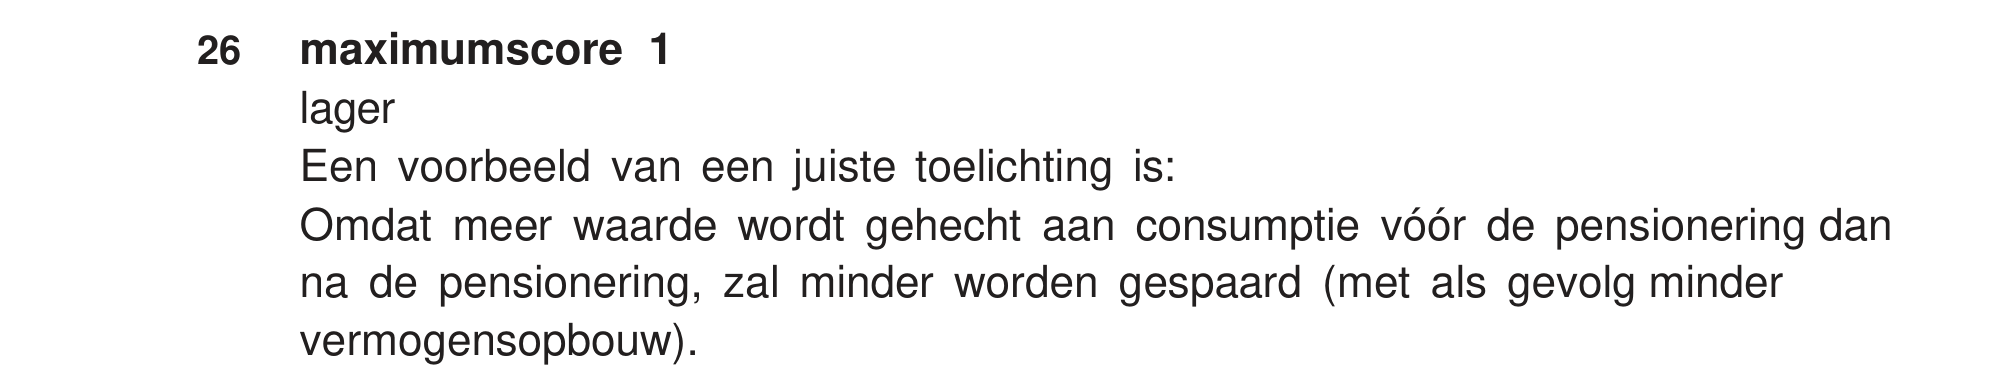 26 maximumscore 1
lager
Een voorbeeld van een juiste toelichting is:
Omdat meer waarde wordt gehecht aan consumptie vóór de pensionering dan
na de pensionering, zal minder worden gespaard (met als gevolg minder
vermogensopbouw).